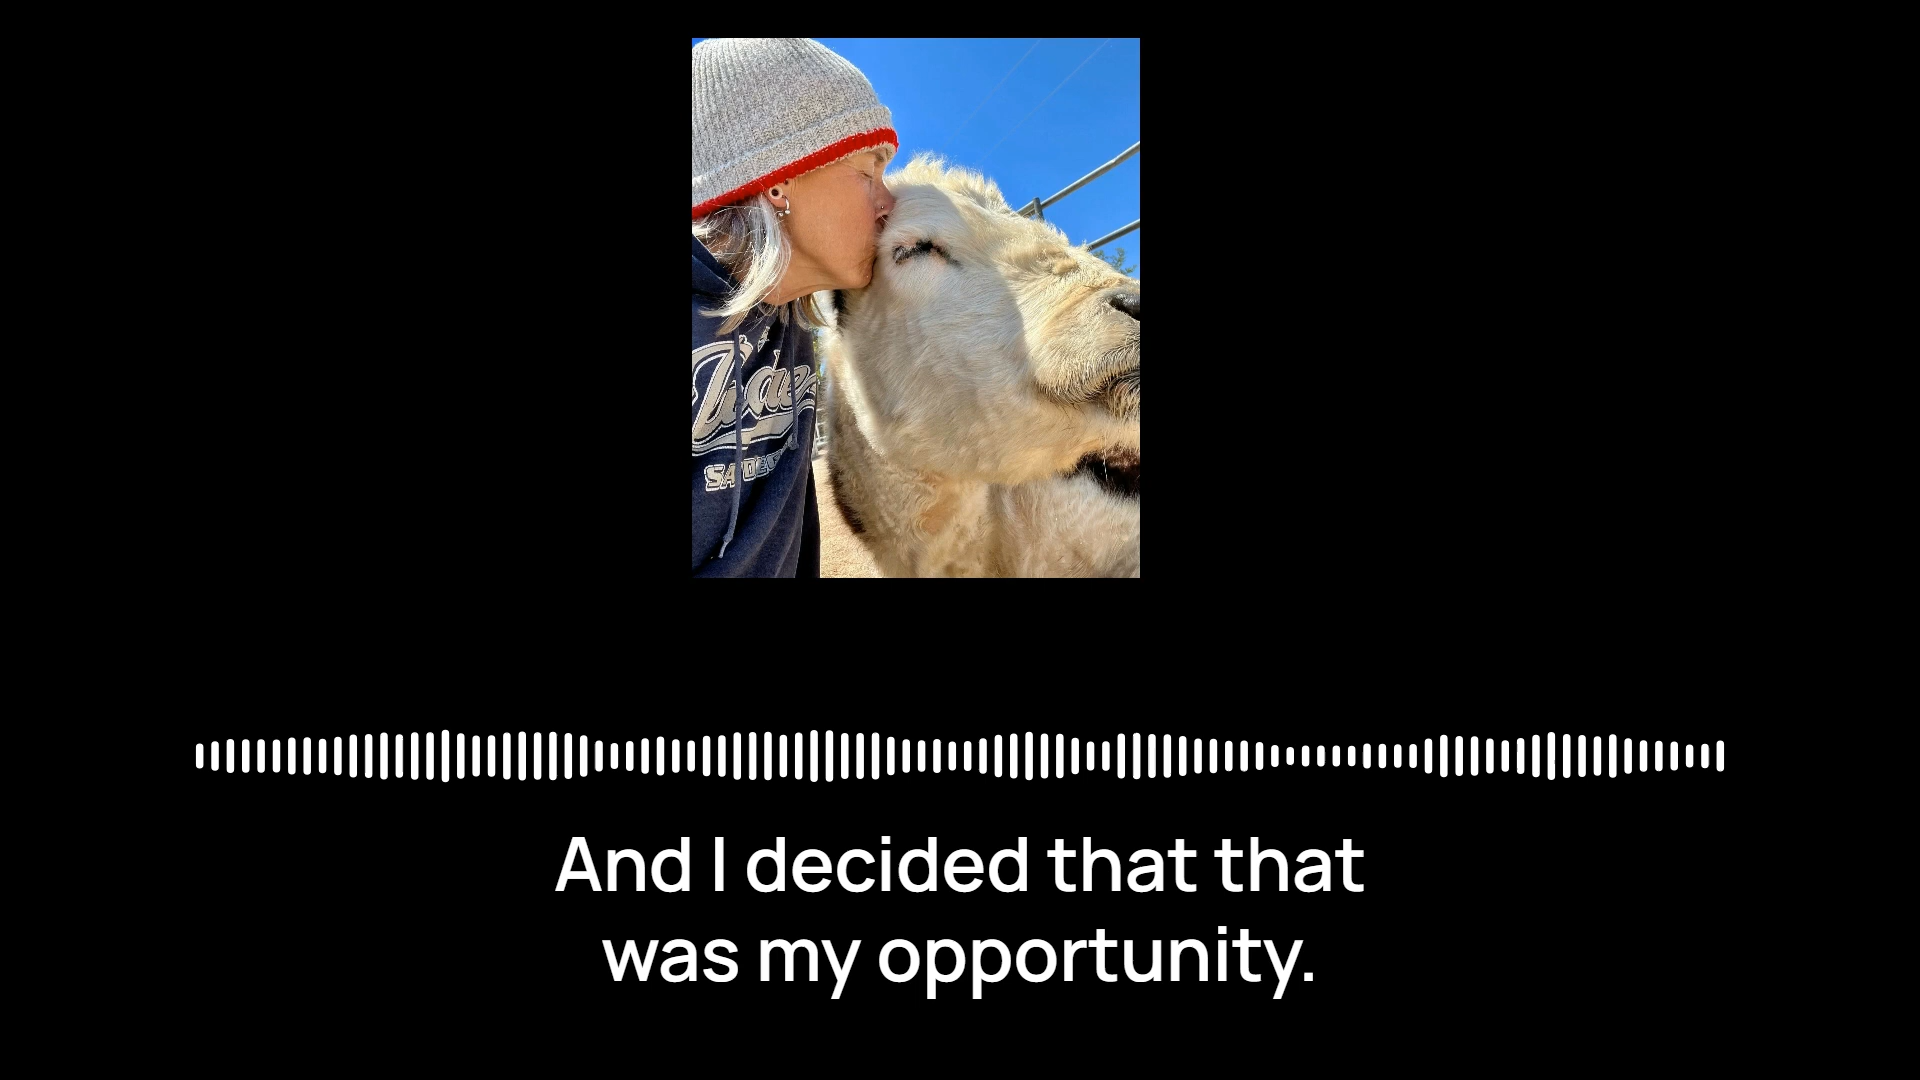 And I decided that that
was my opportunity.